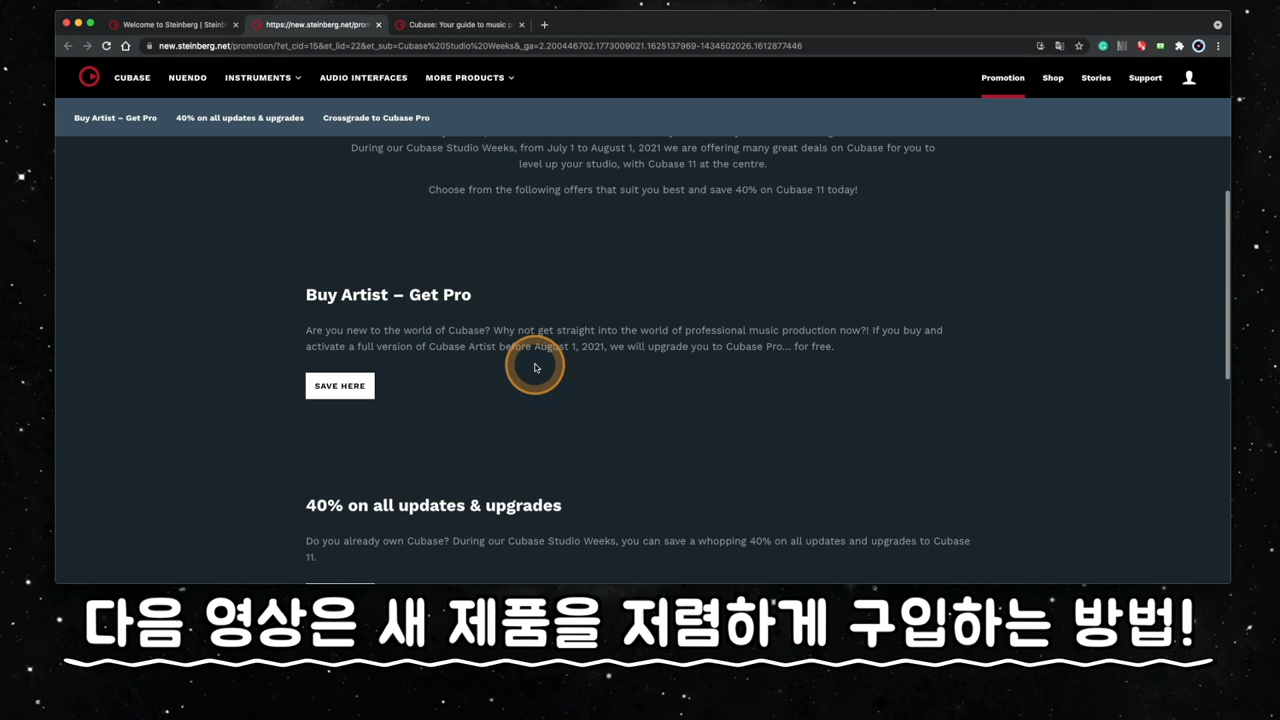 Welcome to Steinberg | Steinb
https://new.steinberg.net/pron
Cubase: Your guide to music p
new.steinberg.net/promotion/?et_cid=15&et_lid=22&et_sub=Cubase%20Studio%20Weeks&_ga=2.200446702.1773009021.1625137969-1434502026.1612877446
CUBASE NUENDO INSTRUMENTS AUDIO INTERFACES MORE PRODUCTS Promotion Shop Stories Support
Buy Artist – Get Pro 40% on all updates & upgrades Crossgrade to Cubase Pro
During our Cubase Studio Weeks, from July 1 to August 1, 2021 we are offering many great deals on Cubase for you to
level up your studio, with Cubase 11 at the centre.
Choose from the following offers that suit you best and save 40% on Cubase 11 today!
Buy Artist – Get Pro
Are you new to the world of Cubase? Why not get straight into the world of professional music production now?! If you buy and
activate a full version of Cubase Artist before August 1, 2021, we will upgrade you to Cubase Pro... for free.
SAVE HERE
40% on all updates & upgrades
Do you already own Cubase? During our Cubase Studio Weeks, you can save a whopping 40% on all updates and upgrades to Cubase
11.
다음 영상은 새 제품을 저렴하게 구입하는 방법!